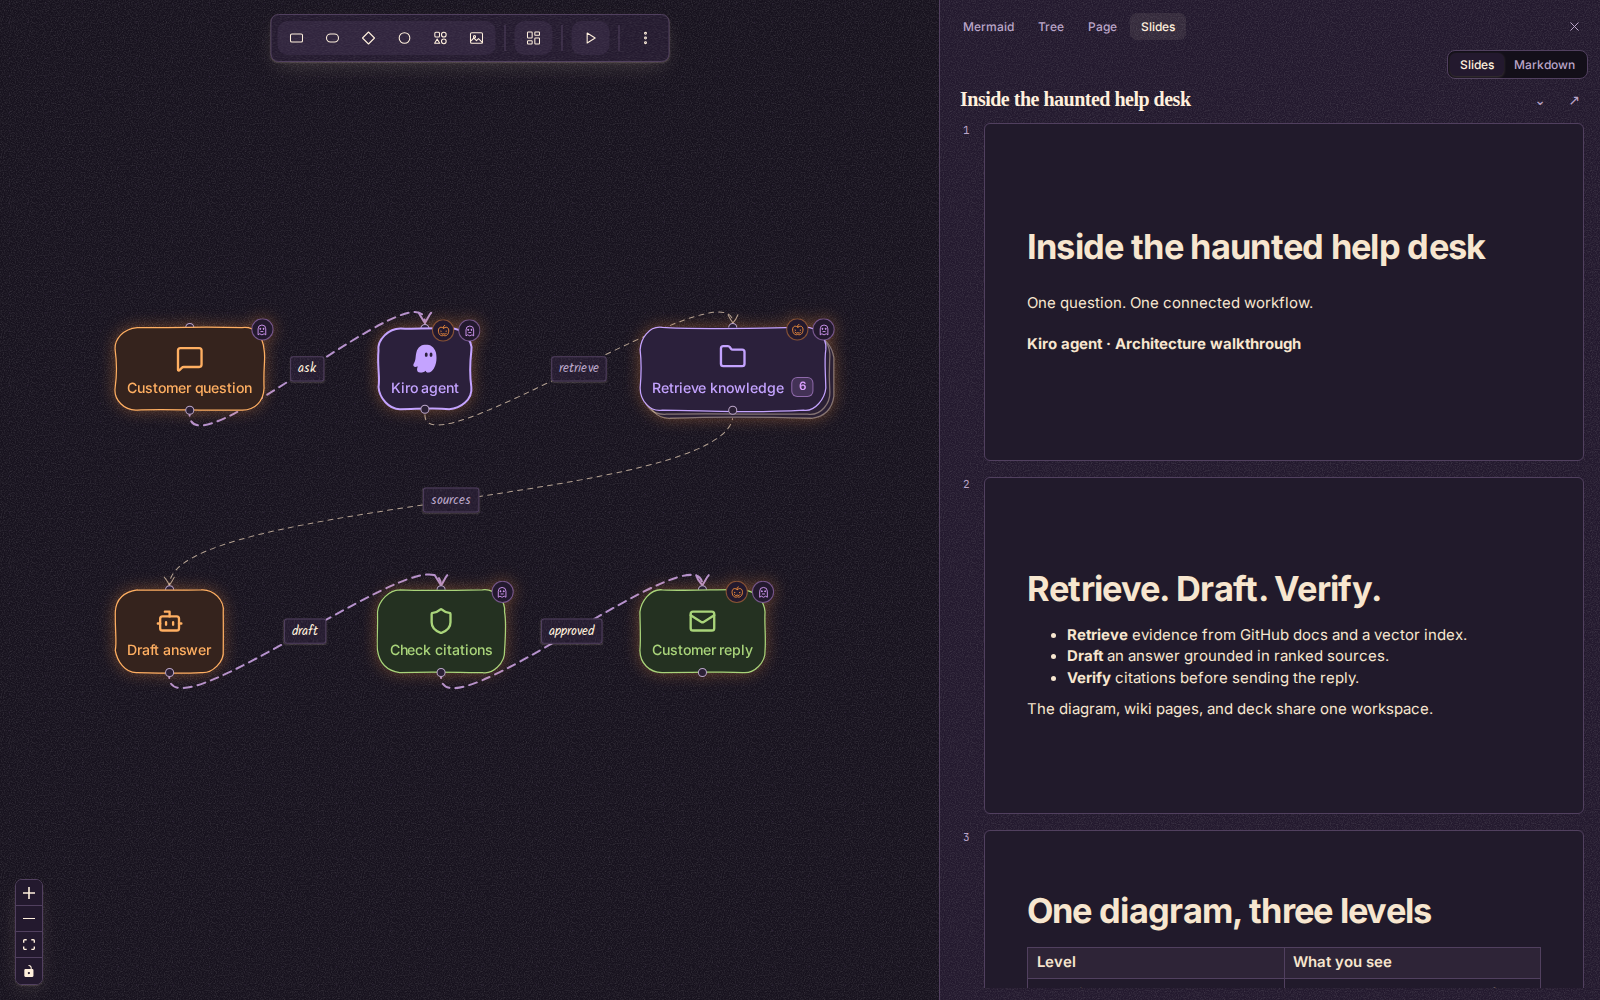 Mermaid
Tree
Page
Slides
Slides
Markdown
Inside the haunted help desk
1
Inside the haunted help desk
One question. One connected workflow.
Kiro agent · Architecture walkthrough
2
Retrieve. Draft. Verify.
• Retrieve evidence from GitHub docs and a vector index.
• Draft an answer grounded in ranked sources.
• Verify citations before sending the reply.
The diagram, wiki pages, and deck share one workspace.
3
One diagram, three levels
Level
What you see
Customer question
ask
Kiro agent
retrieve
Retrieve knowledge
6
sources
Draft answer
draft
Check citations
approved
Customer reply